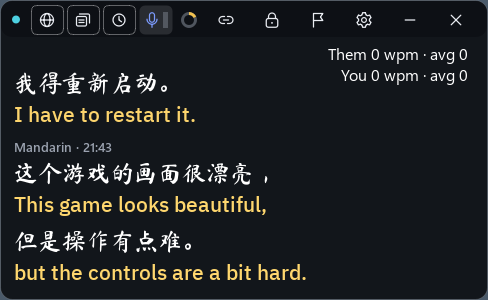 Them 0 wpm · avg 0
You 0 wpm · avg 0
我得重新启动。
I have to restart it.
Mandarin · 21:43
这个游戏的画面很漂亮，
This game looks beautiful,
但是操作有点难。
but the controls are a bit hard.